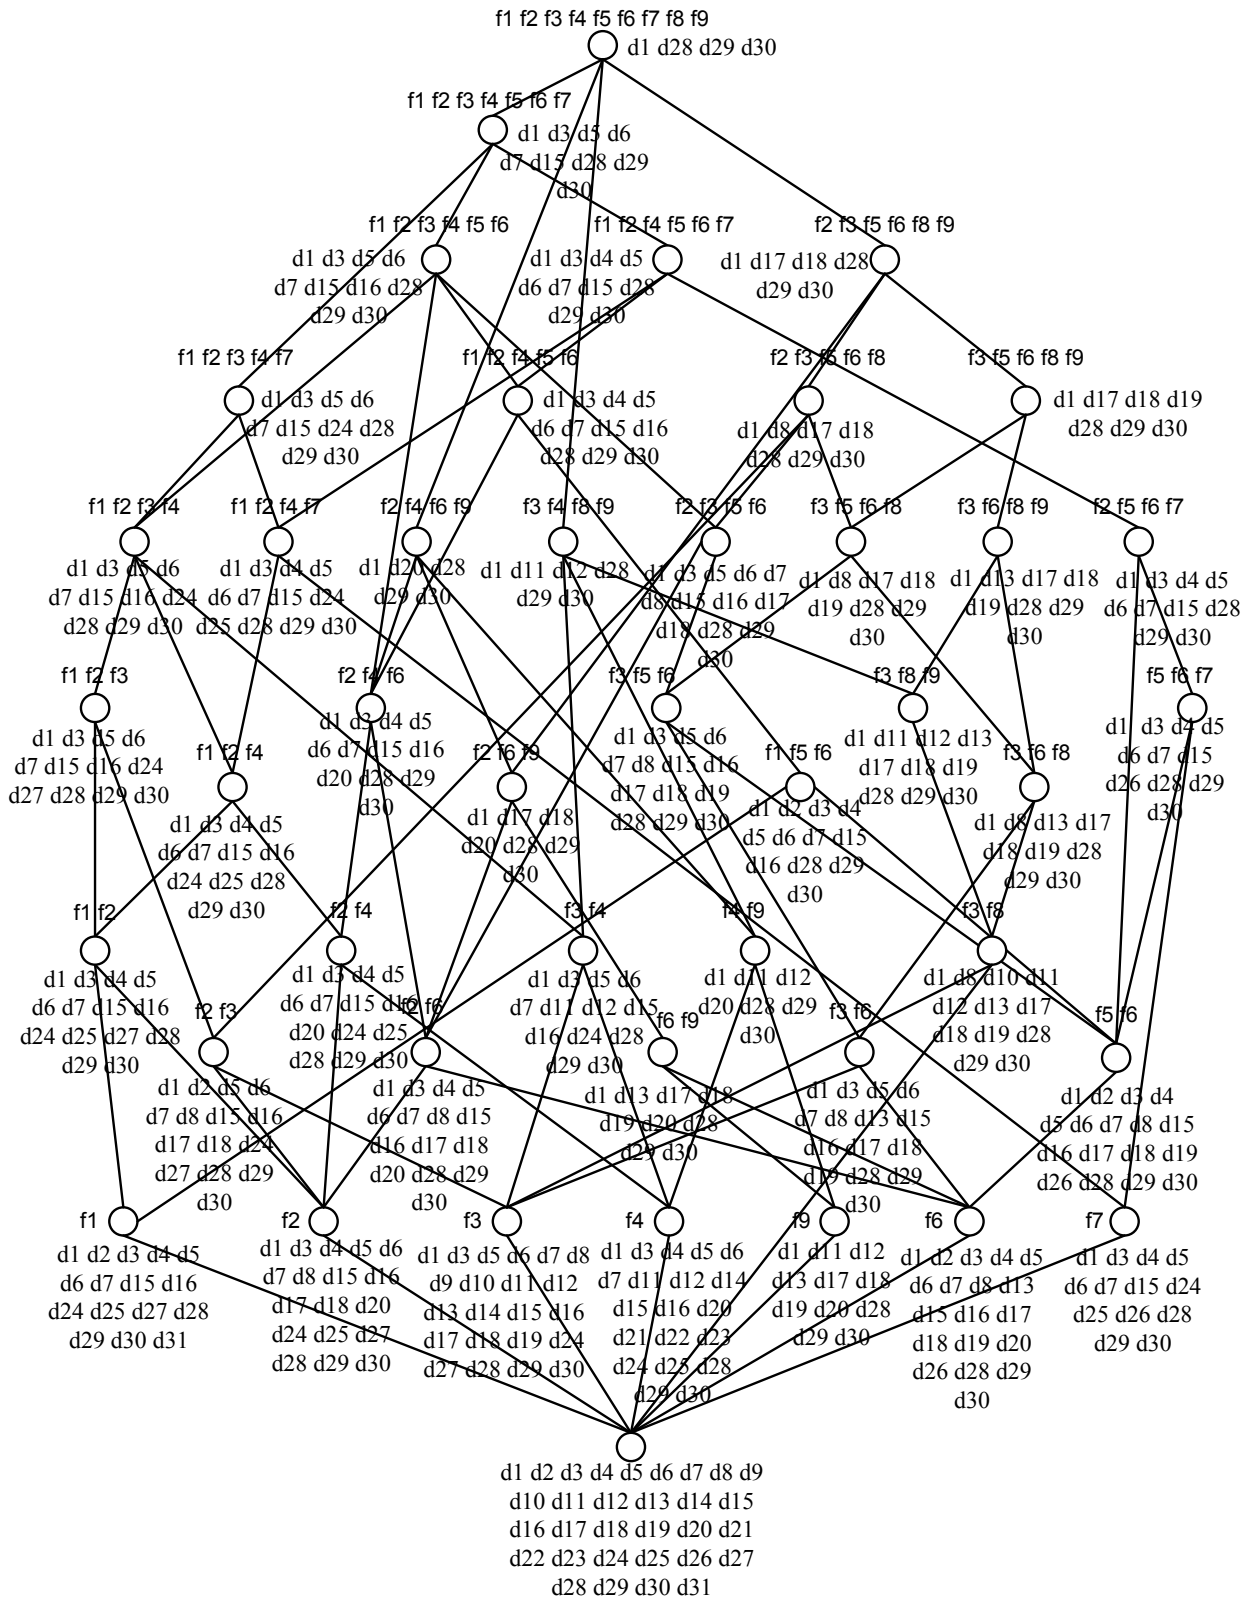 f1 f2 f3 f4 f5 f6 f7 f8 f9
d1 d28 d29 d30
f1 f2 f3 f4 f5 f6 f7
d1 d3 d5 d6
d7 d15 d28 d29
d30
f1 f2 f3 f4 f5 f6
d1 d3 d5 d6
d7 d15 d16 d28
d29 d30
f1 f2 f4 f5 f6 f7
d1 d3 d4 d5
d6 d7 d15 d28
d29 d30
f2 f3 f5 f6 f8 f9
d1 d17 d18 d28
d29 d30
f1 f2 f3 f4 f7
d1 d3 d5 d6
d7 d15 d24 d28
d29 d30
f1 f2 f4 f5 f6
d1 d3 d4 d5
d6 d7 d15 d16
d28 d29 d30
f2 f3 f5 f6 f8
d1 d8 d17 d18
d28 d29 d30
f3 f5 f6 f8 f9
d1 d17 d18 d19
d28 d29 d30
f1 f2 f3 f4
d1 d3 d5 d6
d7 d15 d16 d24
d28 d29 d30
f1 f2 f4 f7
d1 d3 d4 d5
d6 d7 d15 d24
d25 d28 d29 d30
f2 f4 f6 f9
d1 d20 d28
d29 d30
f3 f4 f8 f9
d1 d11 d12 d28
d29 d30
f2 f3 f5 f6
d1 d3 d5 d6 d7
d8 d15 d16 d17
d18 d28 d29
d30
f3 f5 f6 f8
d1 d8 d17 d18
d19 d28 d29
d30
f3 f6 f8 f9
d1 d13 d17 d18
d19 d28 d29
d30
f2 f5 f6 f7
d1 d3 d4 d5
d6 d7 d15 d28
d29 d30
f1 f2 f3
d1 d3 d5 d6
d7 d15 d16 d24
d27 d28 d29 d30
f2 f4 f6
d1 d3 d4 d5
d6 d7 d15 d16
d20 d28 d29
d30
f3 f5 f6
d1 d3 d5 d6
d7 d8 d15 d16
d17 d18 d19
d28 d29 d30
f3 f8 f9
d1 d11 d12 d13
d17 d18 d19
d28 d29 d30
f5 f6 f7
d1 d3 d4 d5
d6 d7 d15
d26 d28 d29
d30
f1 f2 f4
d1 d3 d4 d5
d6 d7 d15 d16
d24 d25 d28
d29 d30
f2 f6 f9
d1 d17 d18
d20 d28 d29
d30
f1 f5 f6
d1 d2 d3 d4
d5 d6 d7 d15
d16 d28 d29
d30
f3 f6 f8
d1 d8 d13 d17
d18 d19 d28
d29 d30
f1 f2
d1 d3 d4 d5
d6 d7 d15 d16
d24 d25 d27 d28
d29 d30
f2 f4
d1 d3 d4 d5
d6 d7 d15 d16
d20 d24 d25
d28 d29 d30
f3 f4
d1 d3 d5 d6
d7 d11 d12 d15
d16 d24 d28
d29 d30
f4 f9
d1 d11 d12
d20 d28 d29
d30
f3 f8
d1 d8 d10 d11
d12 d13 d17
d18 d19 d28
d29 d30
f2 f3
d1 d2 d5 d6
d7 d8 d15 d16
d17 d18 d24
d27 d28 d29
d30
f2 f6
d1 d3 d4 d5
d6 d7 d8 d15
d16 d17 d18
d20 d28 d29
d30
f6 f9
d1 d13 d17 d18
d19 d20 d28
d29 d30
f3 f6
d1 d3 d5 d6
d7 d8 d13 d15
d16 d17 d18
d19 d28 d29
d30
f5 f6
d1 d2 d3 d4
d5 d6 d7 d8 d15
d16 d17 d18 d19
d26 d28 d29 d30
f1
d1 d2 d3 d4 d5
d6 d7 d15 d16
d24 d25 d27 d28
d29 d30 d31
f2
d1 d3 d4 d5 d6
d7 d8 d15 d16
d17 d18 d20
d24 d25 d27
d28 d29 d30
f3
d1 d3 d5 d6 d7 d8
d9 d10 d11 d12
d13 d14 d15 d16
d17 d18 d19 d24
d27 d28 d29 d30
f4
d1 d3 d4 d5 d6
d7 d11 d12 d14
d15 d16 d20
d21 d22 d23
d24 d25 d28
d29 d30
f9
d1 d11 d12
d13 d17 d18
d19 d20 d28
d29 d30
f6
d1 d2 d3 d4 d5
d6 d7 d8 d13
d15 d16 d17
d18 d19 d20
d26 d28 d29
d30
f7
d1 d3 d4 d5
d6 d7 d15 d24
d25 d26 d28
d29 d30
d1 d2 d3 d4 d5 d6 d7 d8 d9
d10 d11 d12 d13 d14 d15
d16 d17 d18 d19 d20 d21
d22 d23 d24 d25 d26 d27
d28 d29 d30 d31